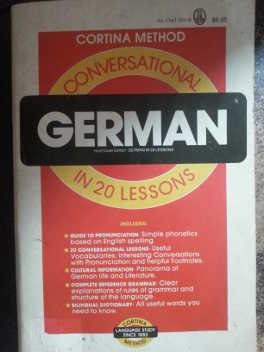 CORTINA METHOD
CONVERSATIONAL
GERMAN
IN 20 LESSONS
INCLUDES:
GUIDE TO PRONUNCIATION: Simple phonetics
based on English spelling.
20 CONVERSATIONAL LESSONS: Useful
Vocabularies, Interesting Conversations
with Pronunciation and helpful footnotes.
CULTURAL INFORMATION: Panorama of
German life and Literature.
COMPLETE REFERENCE GRAMMAR: Clear
explanations of rules of grammar and
structure of the language.
BILINGUAL DICTIONARY: All useful words you
need to know.
CORTINA
LANGUAGE STUDY
SINCE 1882
METHOD